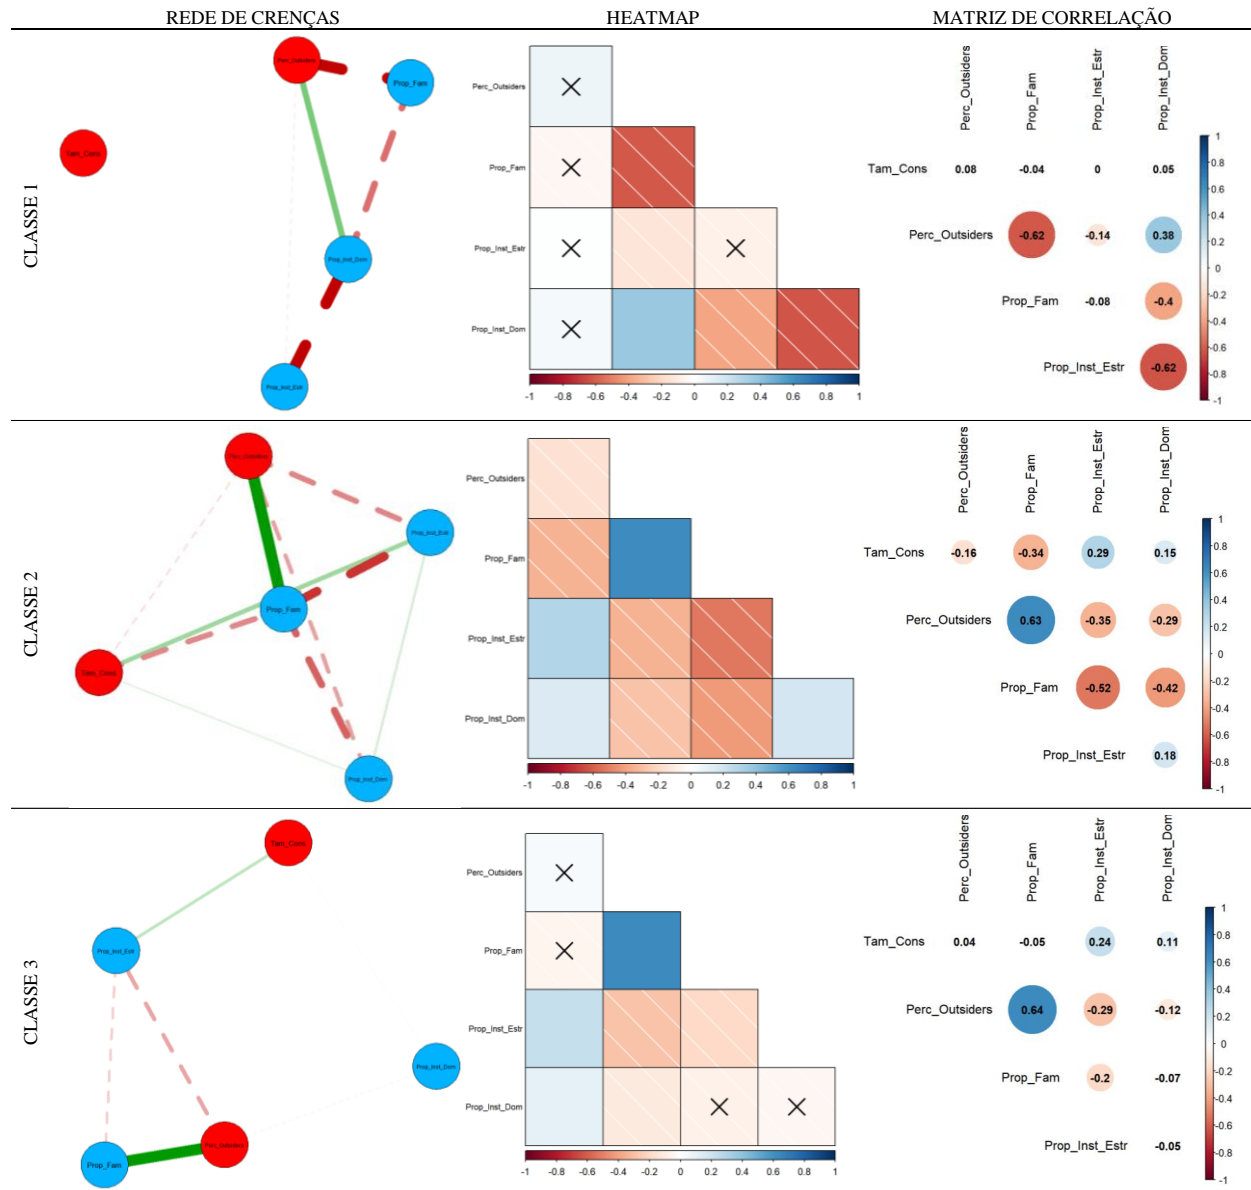 REDE DE CRENÇAS
HEATMAP
MATRIZ DE CORRELAÇÃO
CLASSE 1
Perc_Outsiders
Prop_Fam
Tam_Cons
Prop_Inst_Dom
Prop_Inst_Estr
Perc_Outsiders
Prop_Fam
Prop_Inst_Estr
Prop_Inst_Dom
-1 -0.8 -0.6 -0.4 -0.2 0 0.2 0.4 0.6 0.8 1
Perc_Outsiders
Prop_Fam
Prop_Inst_Estr
Prop_Inst_Dom
Tam_Cons 0.08 -0.04 0 0.05
Perc_Outsiders -0.62 -0.14 0.38
Prop_Fam -0.08 -0.4
Prop_Inst_Estr -0.62
1
0.8
0.6
0.4
0.2
0
-0.2
-0.4
-0.6
-0.8
-1
CLASSE 2
Perc_Outsiders
Prop_Inst_Estr
Prop_Fam
Tam_Cons
Prop_Inst_Dom
Perc_Outsiders
Prop_Fam
Prop_Inst_Estr
Prop_Inst_Dom
-1 -0.8 -0.6 -0.4 -0.2 0 0.2 0.4 0.6 0.8 1
Perc_Outsiders
Prop_Fam
Prop_Inst_Estr
Prop_Inst_Dom
Tam_Cons -0.16 -0.34 0.29 0.15
Perc_Outsiders 0.63 -0.35 -0.29
Prop_Fam -0.52 -0.42
Prop_Inst_Estr 0.18
1
0.8
0.6
0.4
0.2
0
-0.2
-0.4
-0.6
-0.8
-1
CLASSE 3
Tam_Cons
Prop_Inst_Estr
Prop_Inst_Dom
Perc_Outsiders
Prop_Fam
Perc_Outsiders
Prop_Fam
Prop_Inst_Estr
Prop_Inst_Dom
-1 -0.8 -0.6 -0.4 -0.2 0 0.2 0.4 0.6 0.8 1
Perc_Outsiders
Prop_Fam
Prop_Inst_Estr
Prop_Inst_Dom
Tam_Cons 0.04 -0.05 0.24 0.11
Perc_Outsiders 0.64 -0.29 -0.12
Prop_Fam -0.2 -0.07
Prop_Inst_Estr -0.05
1
0.8
0.6
0.4
0.2
0
-0.2
-0.4
-0.6
-0.8
-1